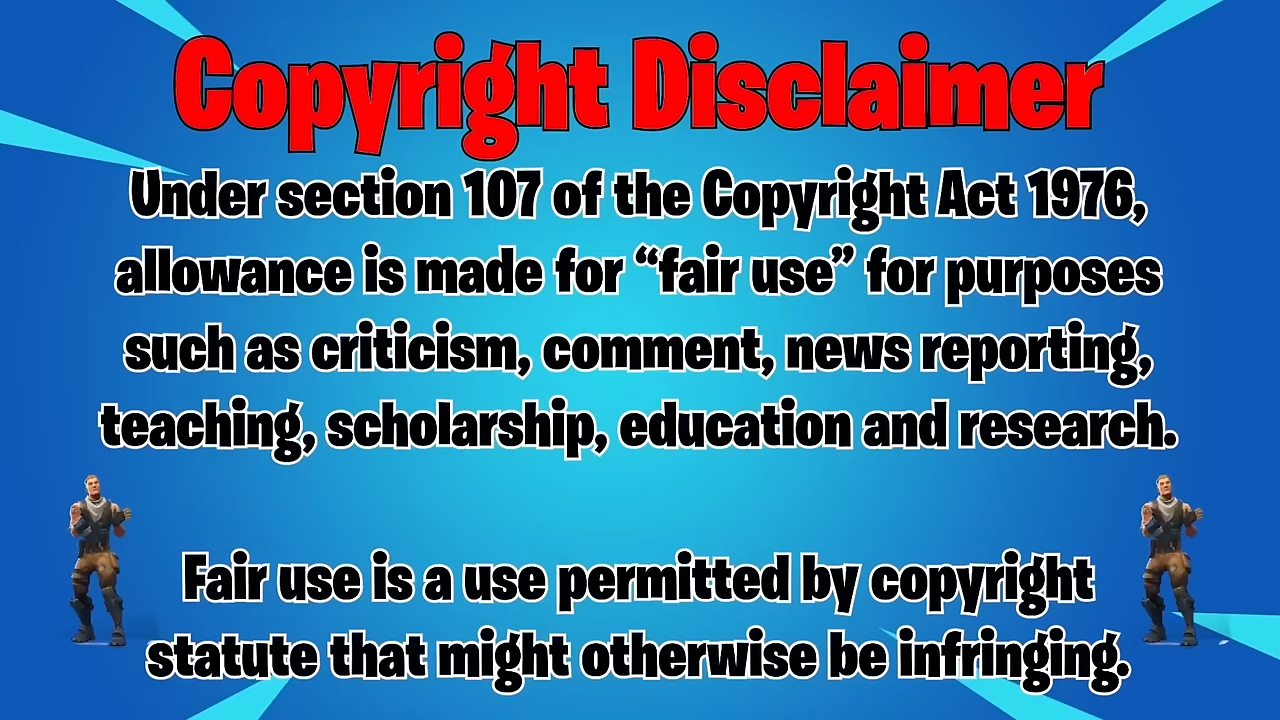 Copyright Disclaimer
Under section 107 of the Copyright Act 1976,
allowance is made for “fair use” for purposes
such as criticism, comment, news reporting,
teaching, scholarship, education and research.
Fair use is a use permitted by copyright
statute that might otherwise be infringing.